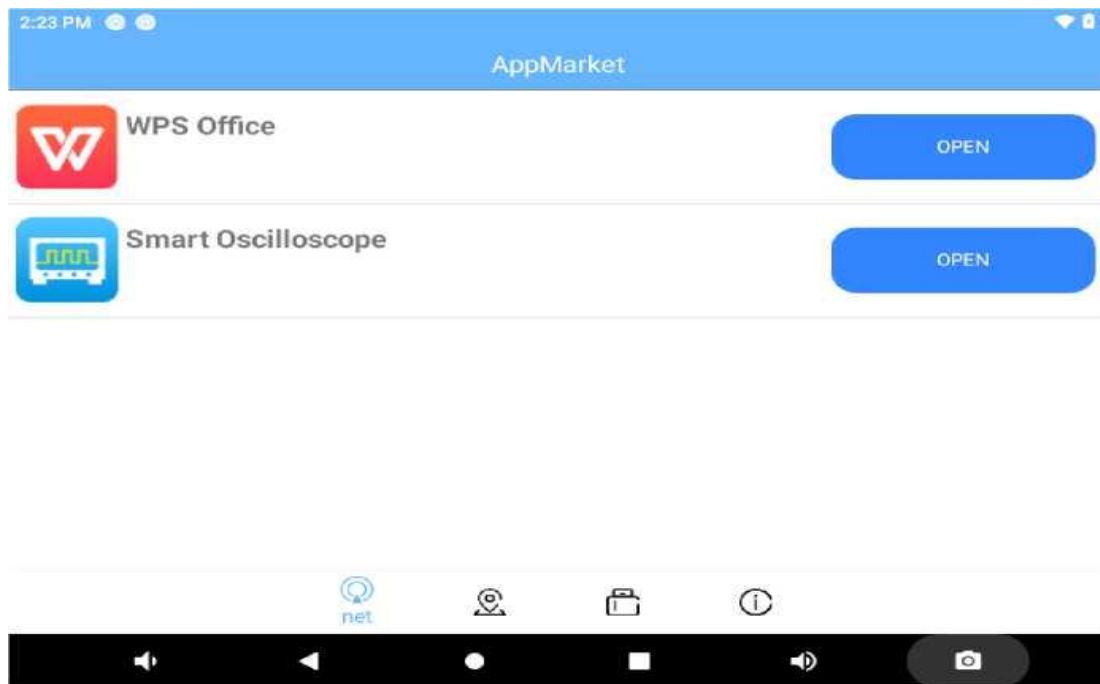 2:23 PM
AppMarket
WPS Office
OPEN
Smart Oscilloscope
OPEN
net